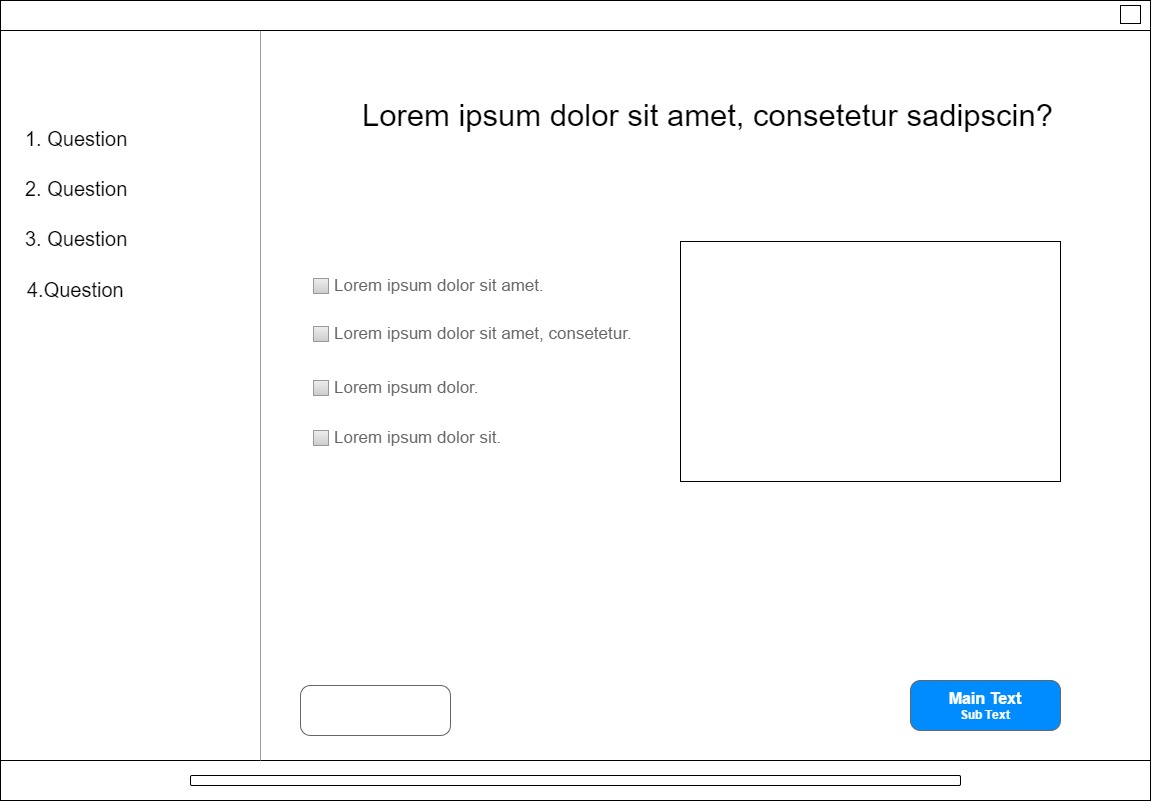 Lorem ipsum dolor sit amet, consetetur sadipscin?
1. Question
2. Question
3. Question
4.Question
Lorem ipsum dolor sit amet.
Lorem ipsum dolor sit amet, consetetur.
Lorem ipsum dolor.
Lorem ipsum dolor sit.
Main Text
Sub Text